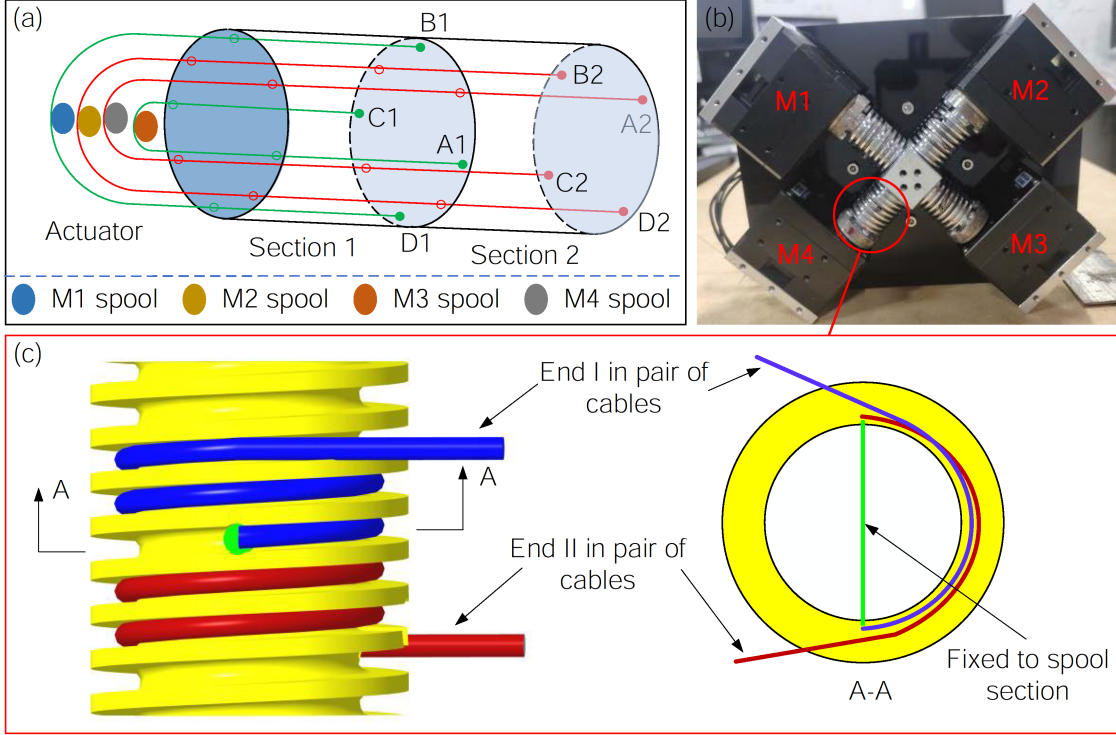 (a)
B1
B2
A2
C1
A1
C2
D2
D1
Actuator
Section 1
Section 2
M1 spool
M2 spool
M3 spool
M4 spool
(b)
M1
M2
M3
M4
(c)
End I in pair of
cables
A
A
End II in pair of
cables
Fixed to spool
section
A-A